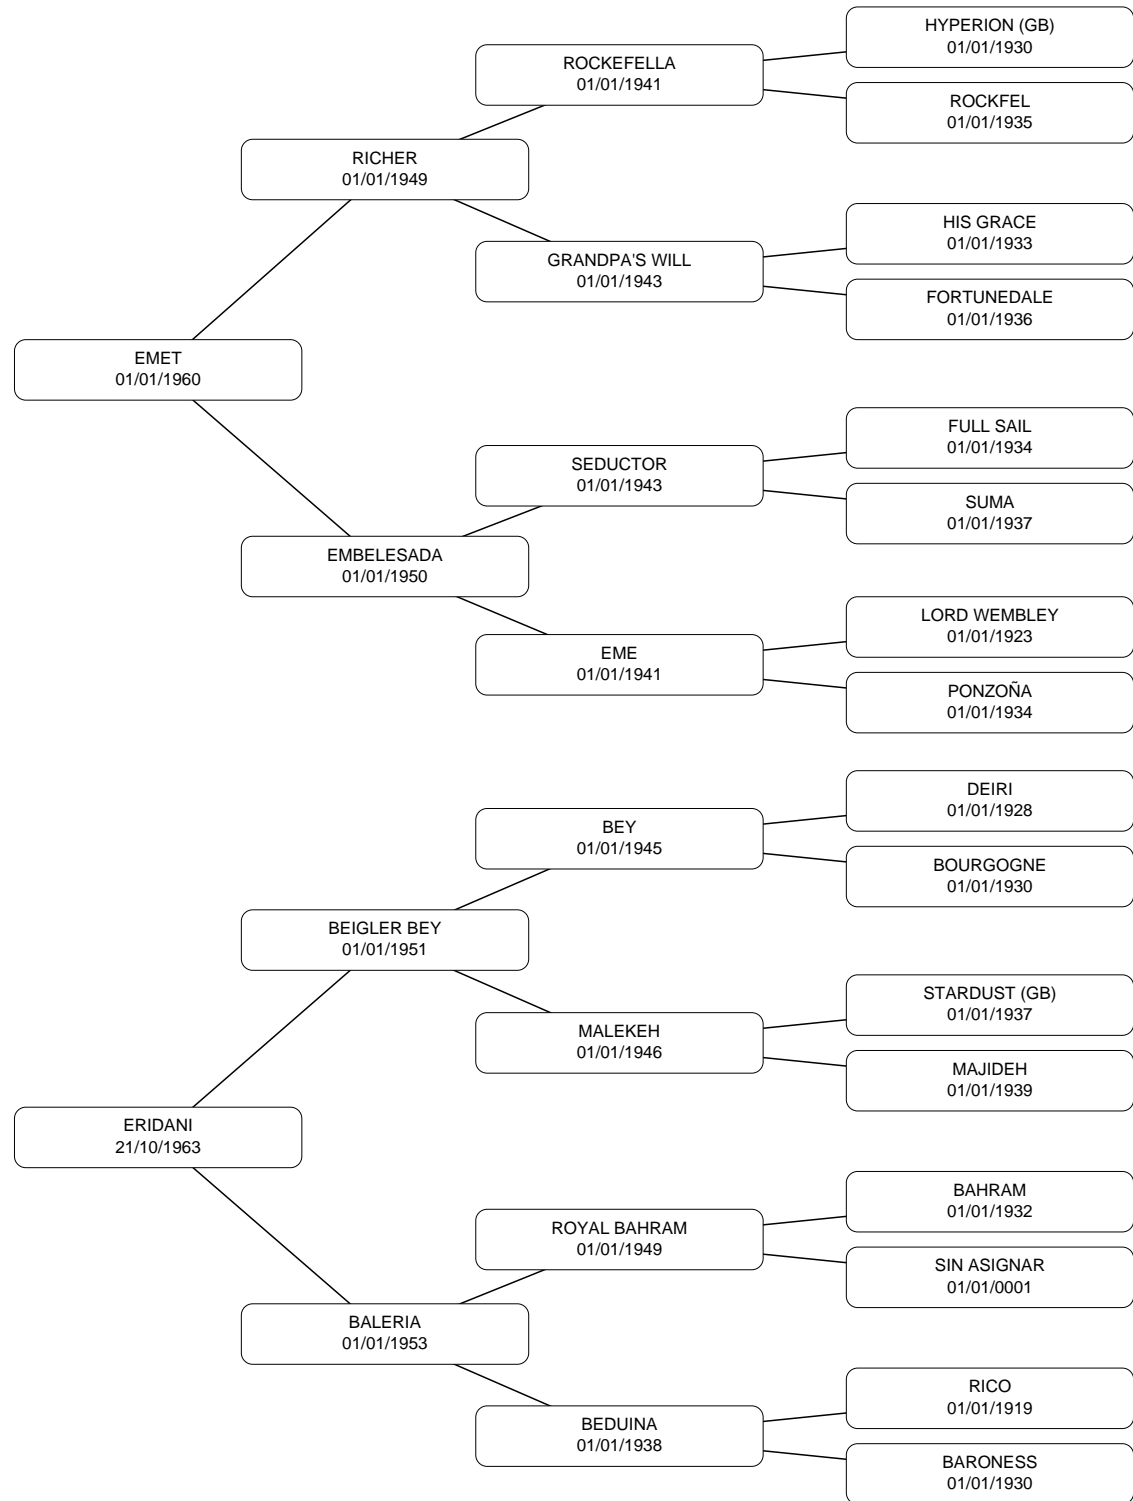 HYPERION (GB)
01/01/1930
ROCKEFELLA
01/01/1941
ROCKFEL
01/01/1935
RICHER
01/01/1949
HIS GRACE
01/01/1933
GRANDPA'S WILL
01/01/1943
FORTUNEDALE
01/01/1936
EMET
01/01/1960
FULL SAIL
01/01/1934
SEDUCTOR
01/01/1943
SUMA
01/01/1937
EMBELESADA
01/01/1950
LORD WEMBLEY
01/01/1923
EME
01/01/1941
PONZOÑA
01/01/1934
DEIRI
01/01/1928
BEY
01/01/1945
BOURGOGNE
01/01/1930
BEIGLER BEY
01/01/1951
STARDUST (GB)
01/01/1937
MALEKEH
01/01/1946
MAJIDEH
01/01/1939
ERIDANI
21/10/1963
BAHRAM
01/01/1932
ROYAL BAHRAM
01/01/1949
SIN ASIGNAR
01/01/0001
BALERIA
01/01/1953
RICO
01/01/1919
BEDUINA
01/01/1938
BARONESS
01/01/1930